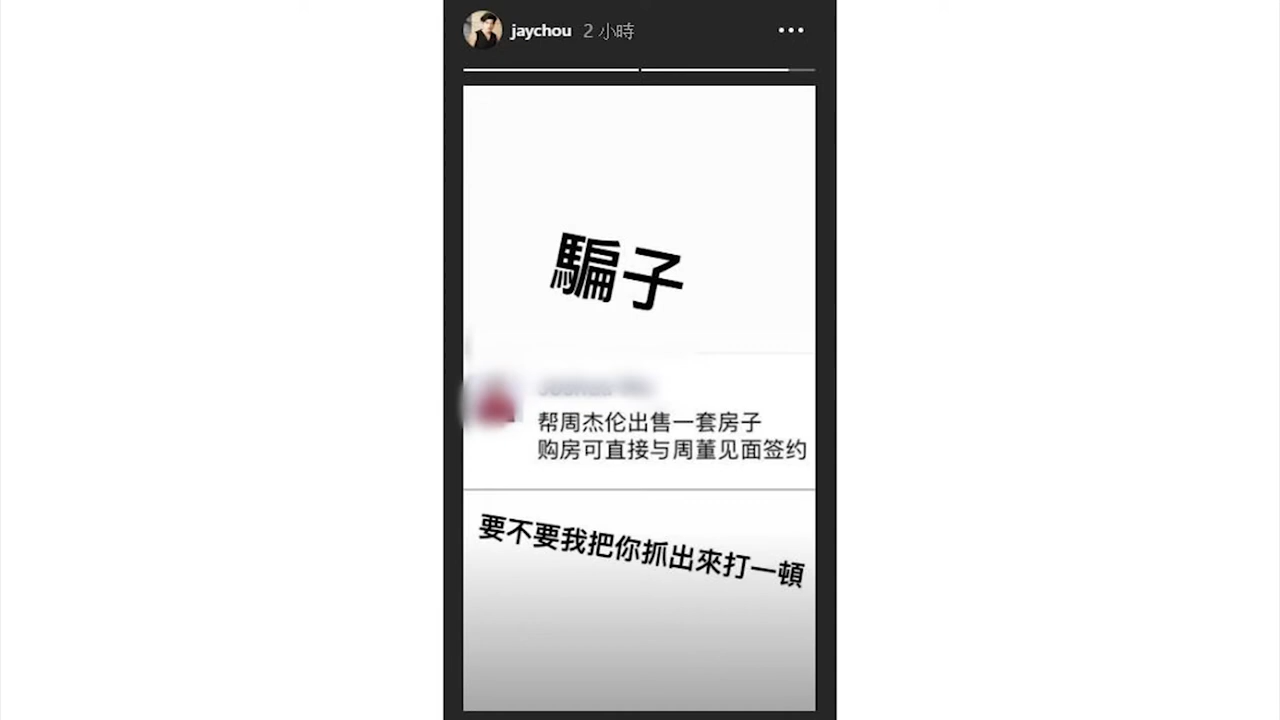 jaychou 2 小時
騙子
帮周杰伦出售一套房子
购房可直接与周董见面签约
要不要我把你抓出來打一頓